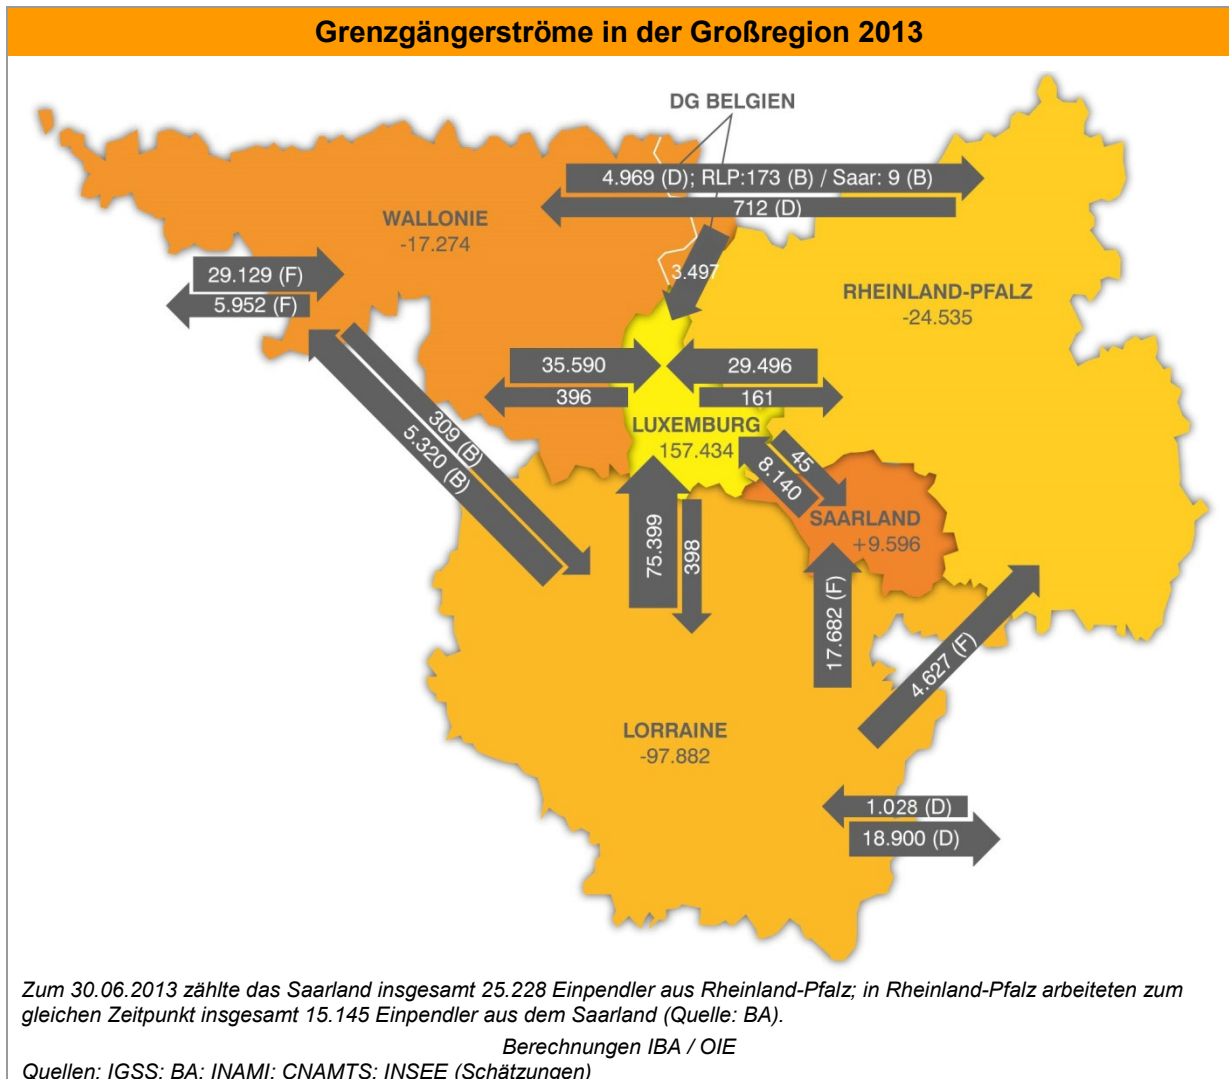 Grenzgängerströme in der Großregion 2013
DG BELGIEN
4.969 (D); RLP:173 (B) / Saar: 9 (B)
712 (D)
WALLONIE
-17.274
3.497
29.129 (F)
5.952 (F)
RHEINLAND-PFALZ
-24.535
35.590
29.496
396
161
309 (B)
5.320 (B)
LUXEMBURG
157.434
45
8.140
SAARLAND
+9.596
75.399
398
17.682 (F)
4.627 (F)
LORRAINE
-97.882
1.028 (D)
18.900 (D)
Zum 30.06.2013 zählte das Saarland insgesamt 25.228 Einpendler aus Rheinland-Pfalz; in Rheinland-Pfalz arbeiteten zum
gleichen Zeitpunkt insgesamt 15.145 Einpendler aus dem Saarland (Quelle: BA).
Berechnungen IBA / OIE
Quellen: IGSS; BA; INAMI; CNAMTS; INSEE (Schätzungen)